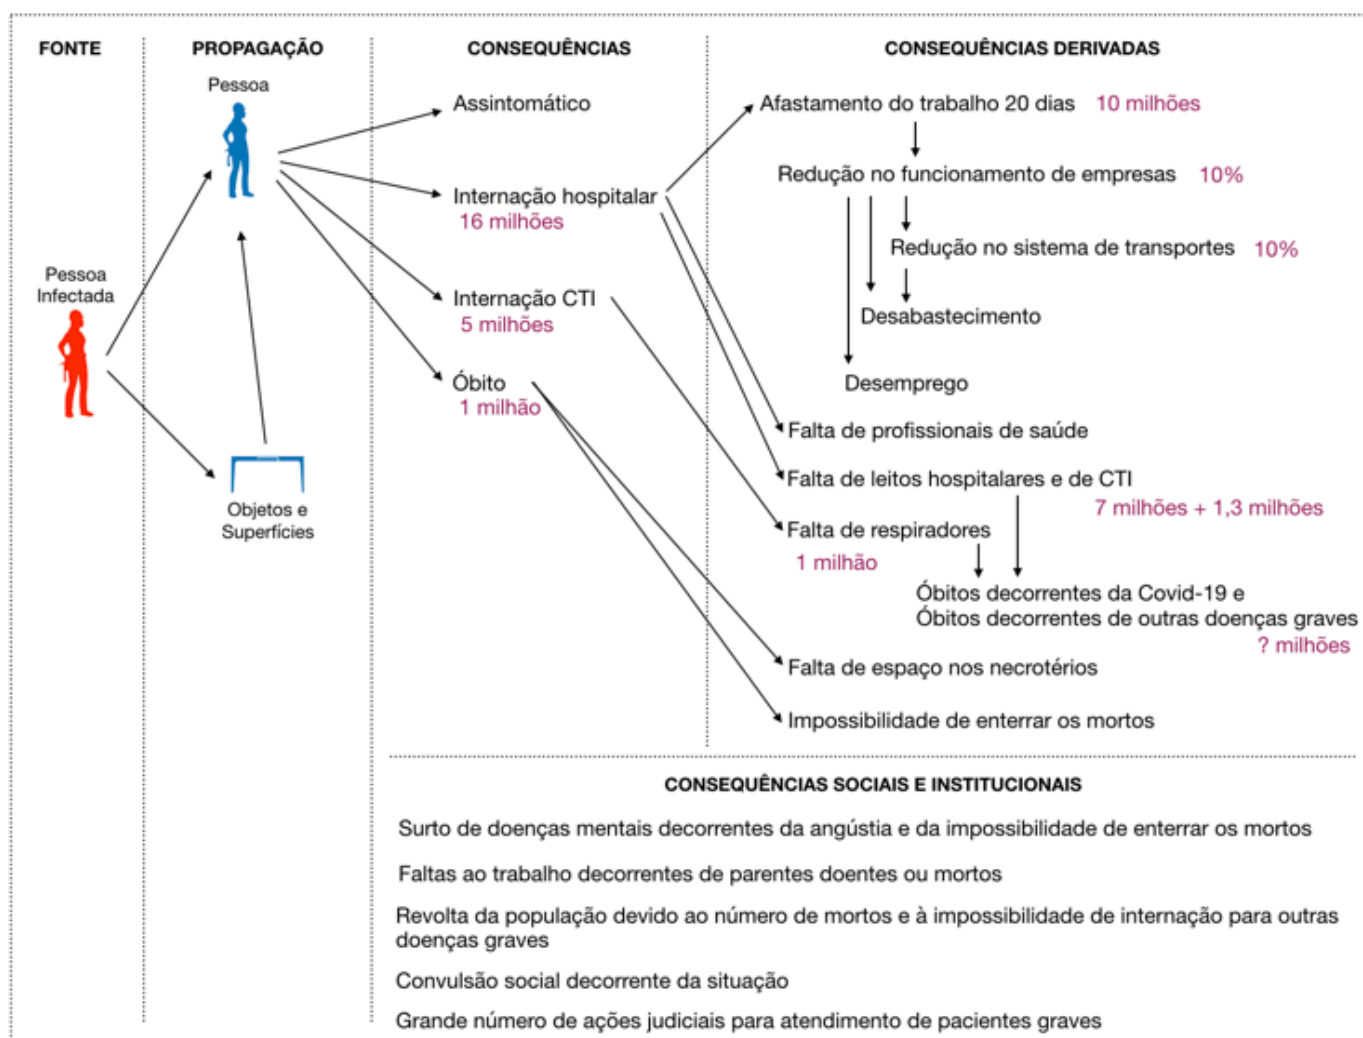 FONTE
PROPAGAÇÃO
CONSEQUÊNCIAS
CONSEQUÊNCIAS DERIVADAS
Pessoa
Infectada
Pessoa
Objetos e
Superfícies
Assintomático
Internação hospitalar
16 milhões
Internação CTI
5 milhões
Óbito
1 milhão
Afastamento do trabalho 20 dias 10 milhões
Redução no funcionamento de empresas 10%
Redução no sistema de transportes 10%
Desabastecimento
Desemprego
Falta de profissionais de saúde
Falta de leitos hospitalares e de CTI
7 milhões + 1,3 milhões
Falta de respiradores
1 milhão
Óbitos decorrentes da Covid-19 e
Óbitos decorrentes de outras doenças graves
? milhões
Falta de espaço nos necrotérios
Impossibilidade de enterrar os mortos
CONSEQUÊNCIAS SOCIAIS E INSTITUCIONAIS
Surto de doenças mentais decorrentes da angústia e da impossibilidade de enterrar os mortos
Faltas ao trabalho decorrentes de parentes doentes ou mortos
Revolta da população devido ao número de mortos e à impossibilidade de internação para outras
doenças graves
Convulsão social decorrente da situação
Grande número de ações judiciais para atendimento de pacientes graves